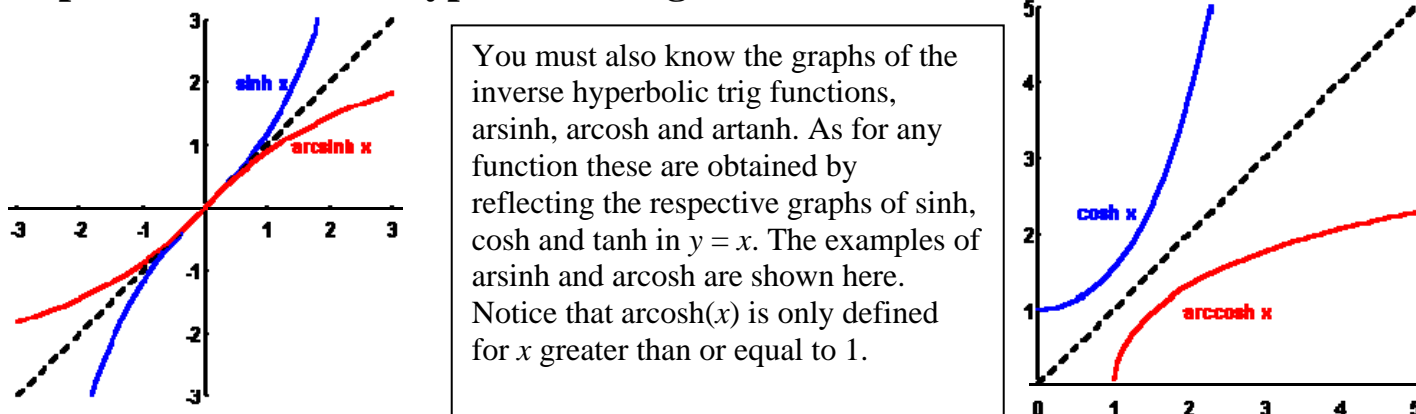 3
2
1
-3
-2
-1
1
2
3
-1
-2
-3
sinh x
arcsinh x
You must also know the graphs of the
inverse hyperbolic trig functions,
arsinh, arcosh and artanh. As for any
function these are obtained by
reflecting the respective graphs of sinh,
cosh and tanh in y = x. The examples of
arsinh and arcosh are shown here.
Notice that arcosh(x) is only defined
for x greater than or equal to 1.
5
4
3
2
1
cosh x
arccosh x
0
1
2
3
4
5